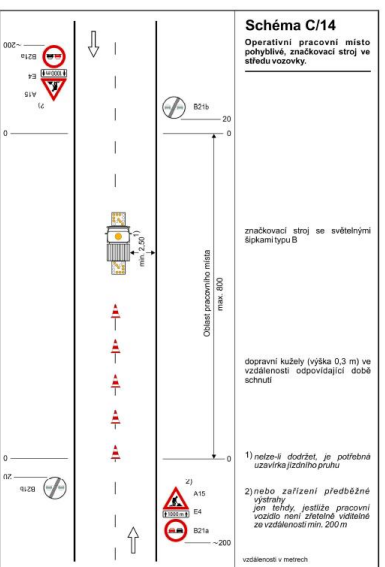 Schéma C/14
Operativní pracovní místo
pohyblivé, značkovací stroj ve
středu vozovky.
~200
B21a
E4
1000 m
A15
2)
0
B21b
20
0
1)
min. 2,50
značkovací stroj se světelnými
šipkami typu B
Oblast pracovního místa
max. 800
dopravní kužely (výška 0,3 m) ve
vzdálenosti odpovídající době
schnutí
0
20
B21b
0
2)
A15
E4
1000 m
B21a
~200
1) nelze-li dodržet, je potřebná
uzavírka jízdního pruhu
2) nebo zařízení předběžné
výstrahy
jen tehdy, jestliže pracovní
vozidlo není zřetelně viditelné
ze vzdálenosti min. 200 m
vzdálenosti v metrech